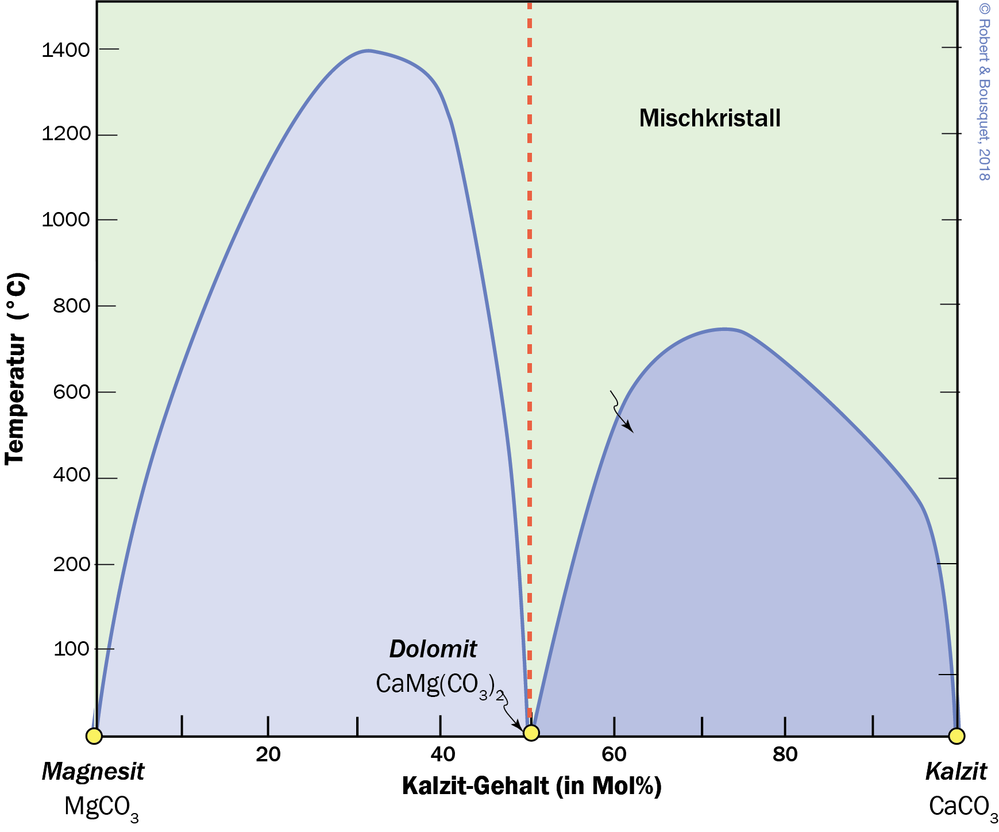 © Robert & Bousquet, 2018
Temperatur (°C)
1400
1200
1000
800
600
400
200
100
Mischkristall
Dolomit
CaMg(CO₃)₂
20 40 60 80
Kalzit-Gehalt (in Mol%)
Magnesit
MgCO₃
Kalzit
CaCO₃